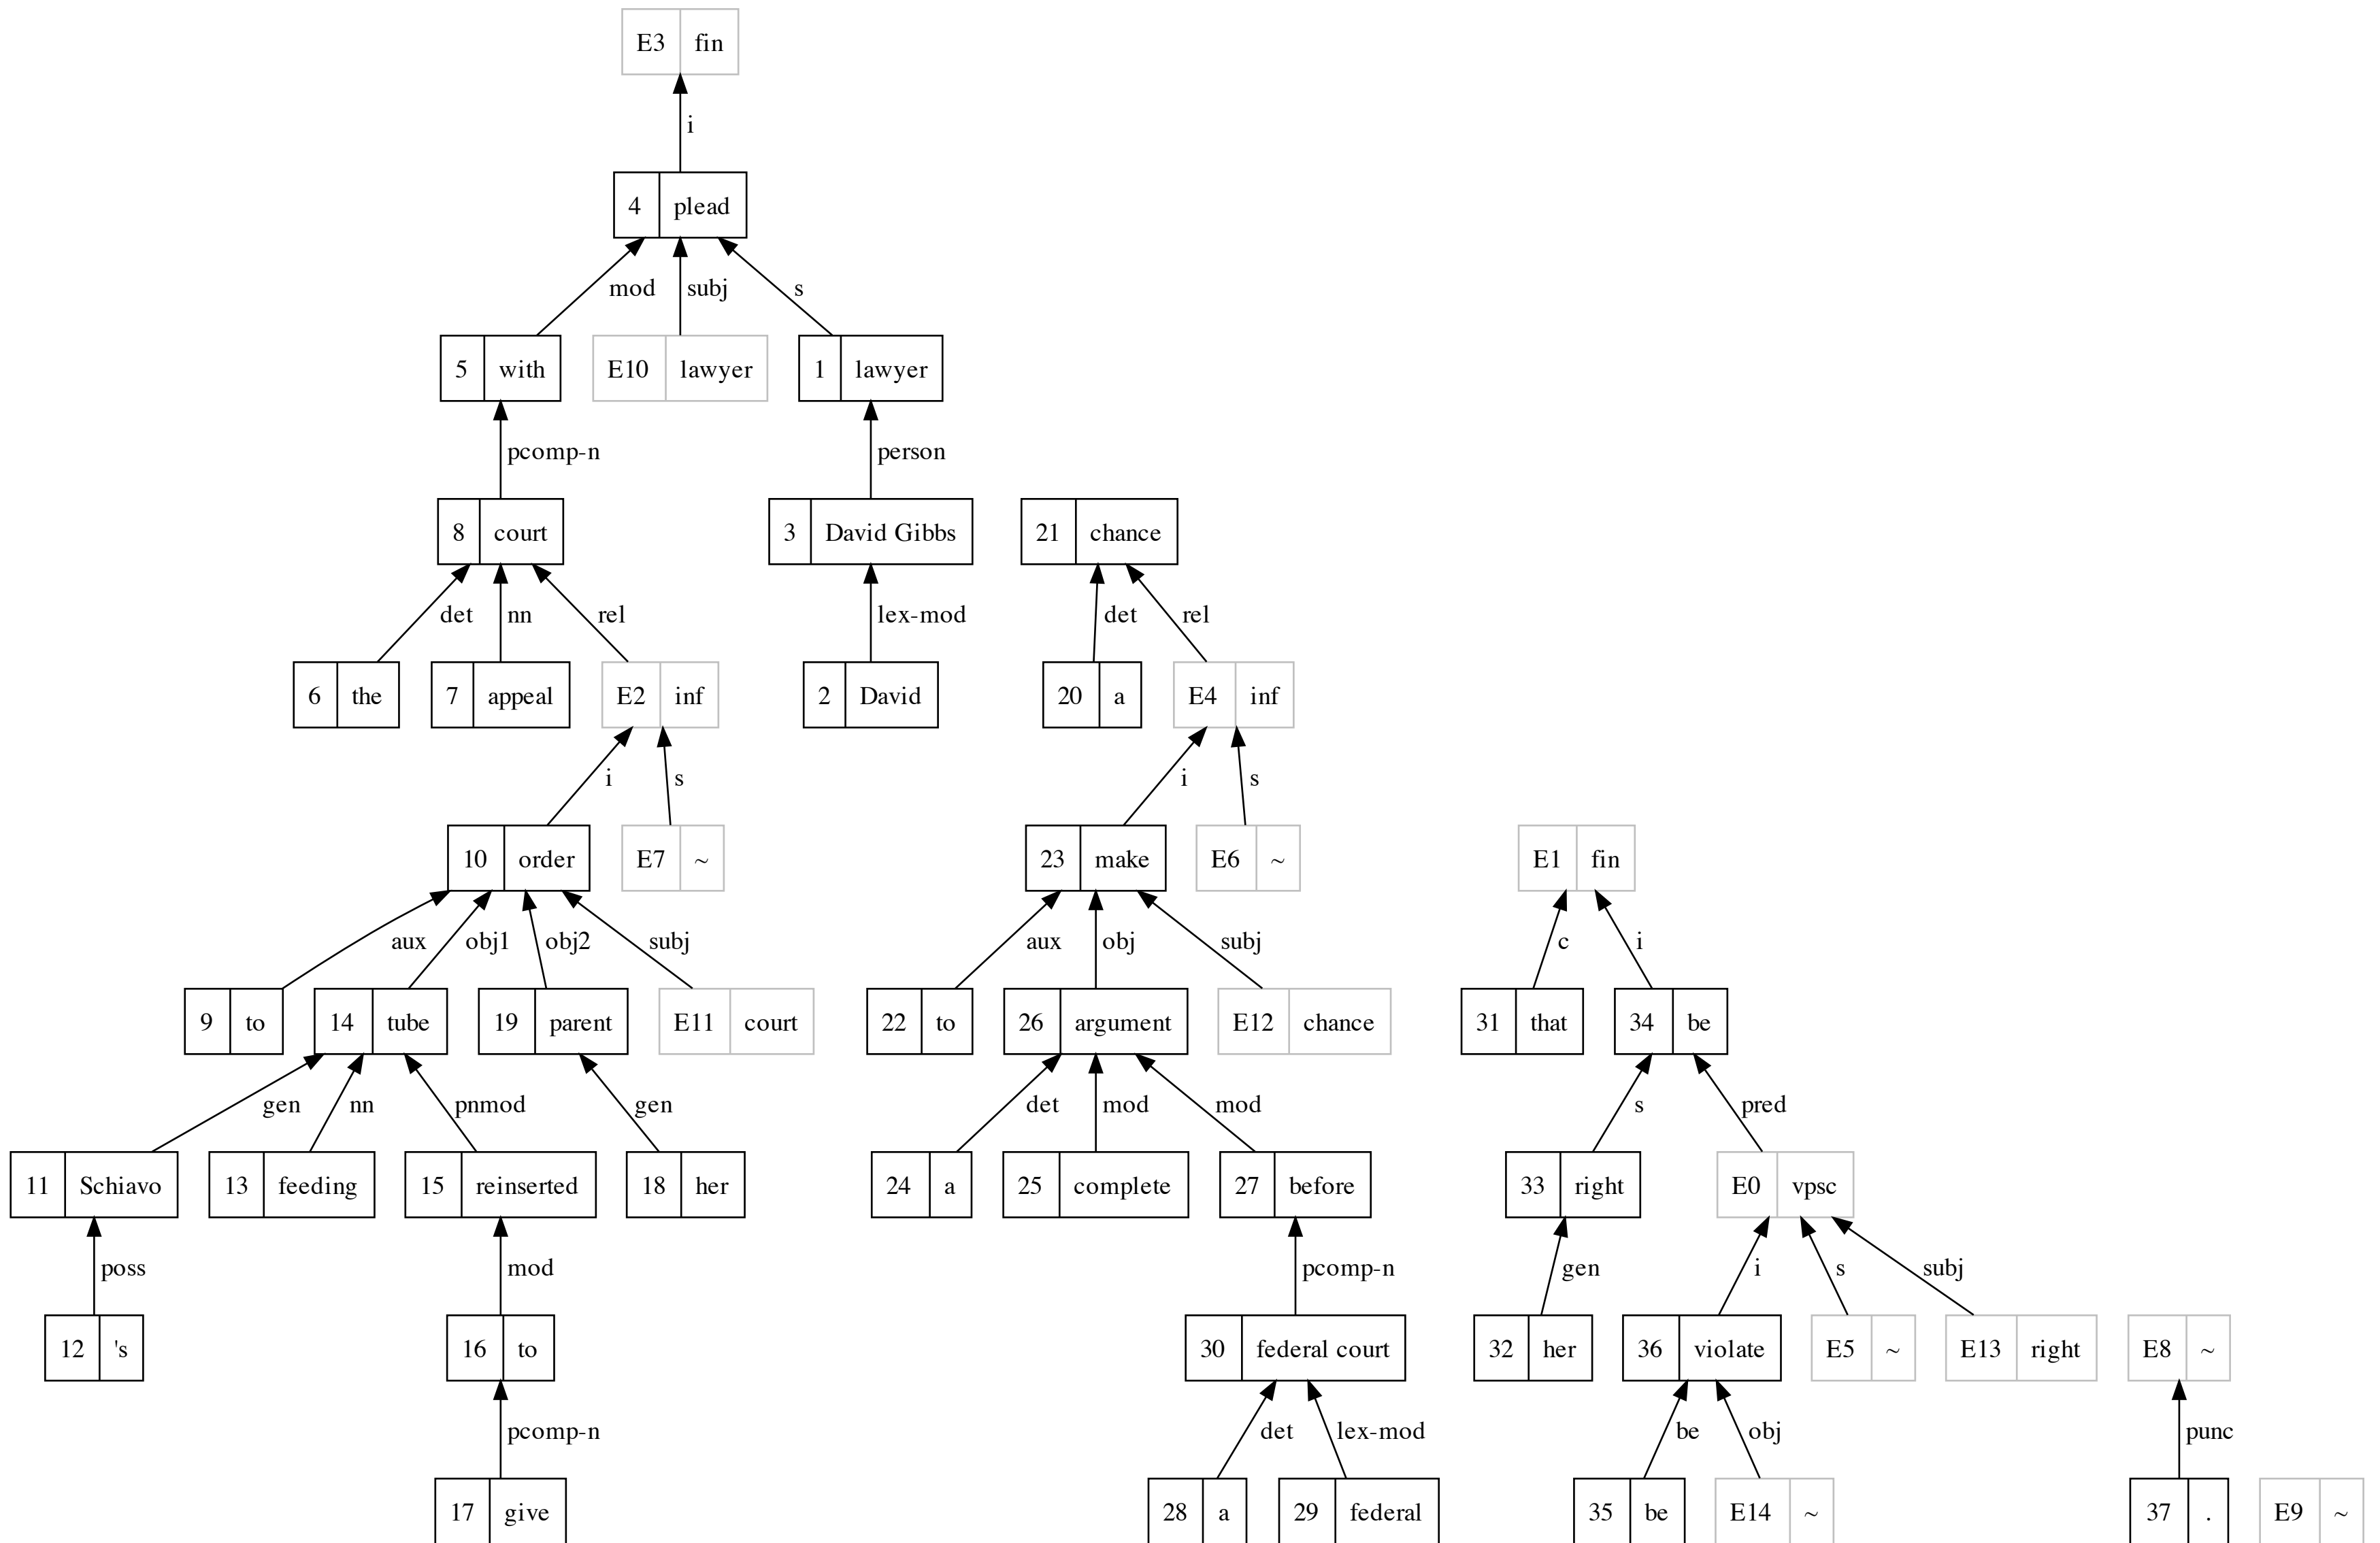 E3 fin
i
4 plead
mod subj s
5 with E10 lawyer 1 lawyer
pcomp-n person
8 court 3 David Gibbs 21 chance
det nn rel lex-mod det rel
6 the 7 appeal E2 inf 2 David 20 a E4 inf
i s i s
10 order E7 ~ 23 make E6 ~ E1 fin
aux obj1 obj2 subj aux obj subj c i
9 to 14 tube 19 parent E11 court 22 to 26 argument E12 chance 31 that 34 be
gen nn pnmod gen det mod mod s pred
11 Schiavo 13 feeding 15 reinserted 18 her 24 a 25 complete 27 before 33 right E0 vpsc
poss mod pcomp-n gen i s subj
12 's 16 to 30 federal court 32 her 36 violate E5 ~ E13 right E8 ~
pcomp-n det lex-mod be obj punc
17 give 28 a 29 federal 35 be E14 ~ 37 . E9 ~